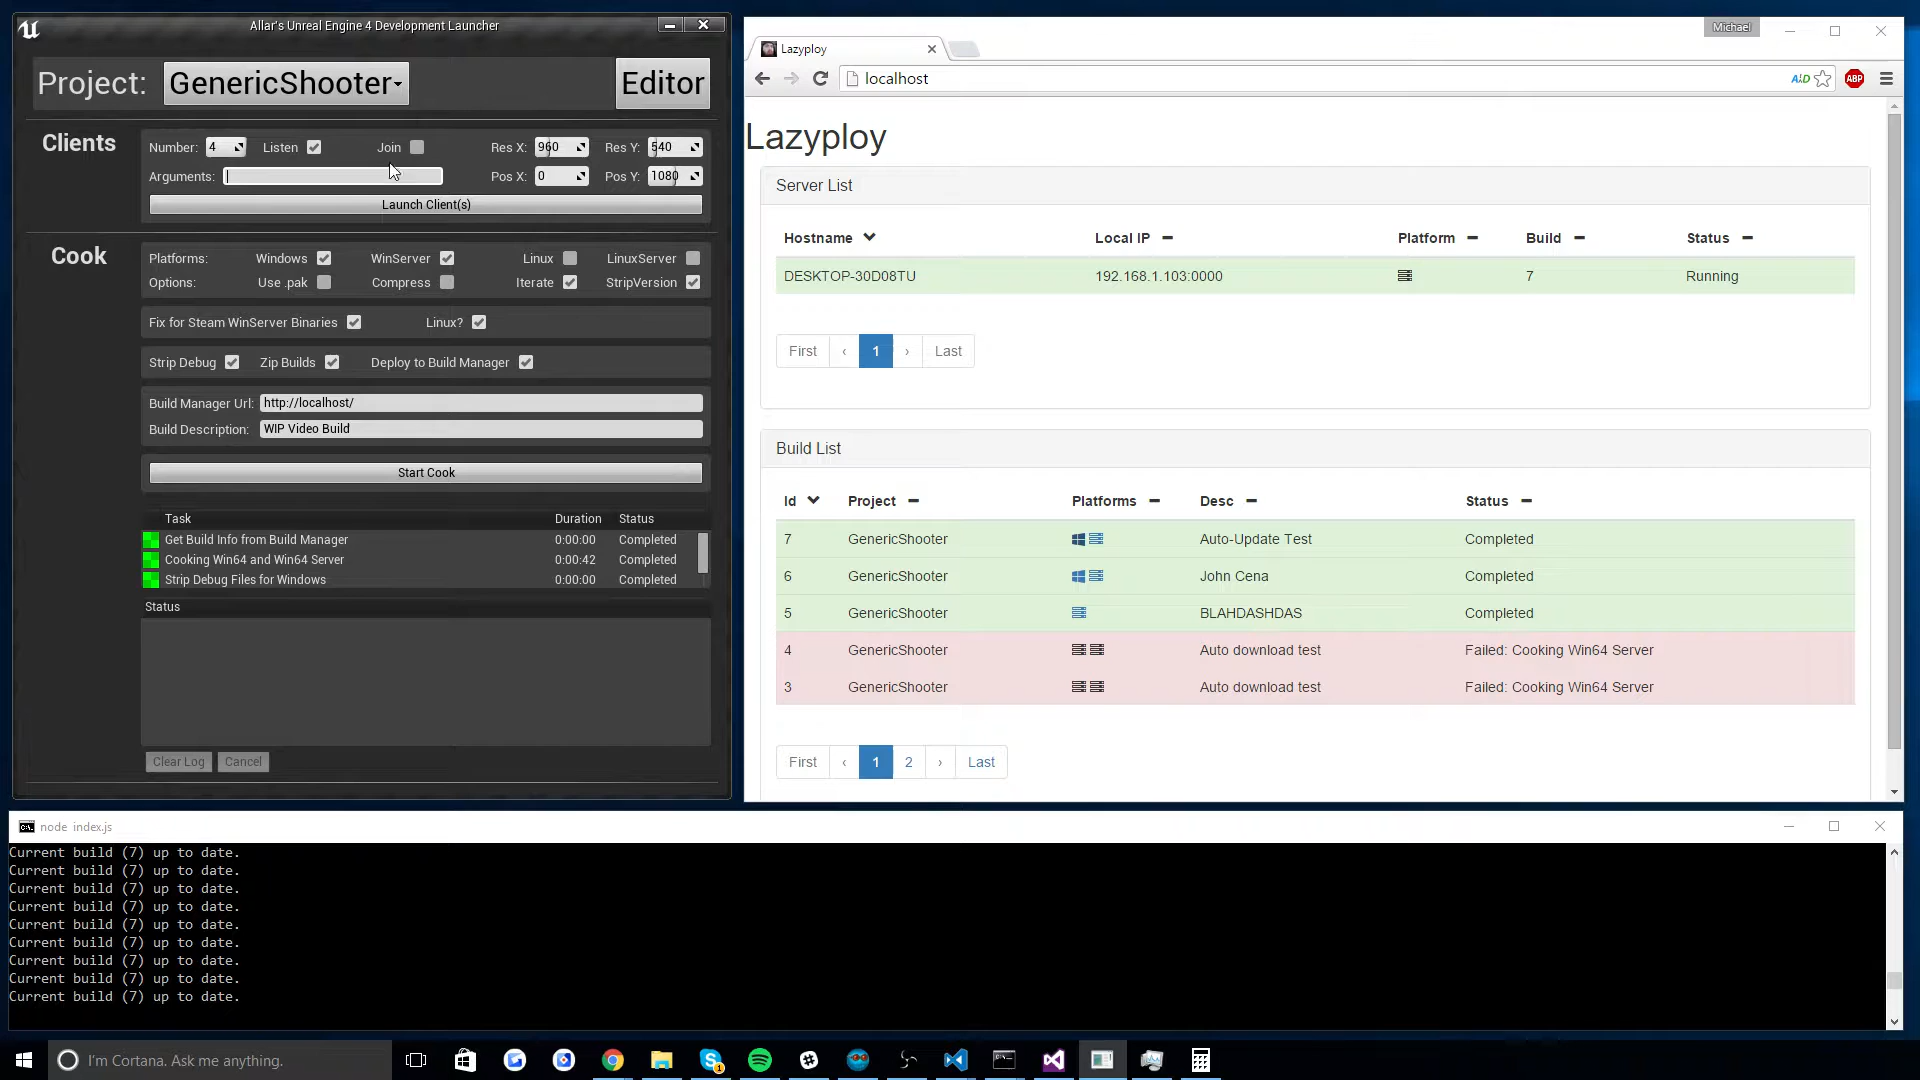 Allar's Unreal Engine 4 Development Launcher
Project: GenericShooter Editor
Clients
Number: 4 Listen Join Res X: 960 Res Y: 540
Arguments: Pos X: 0 Pos Y: 1080
Launch Client(s)
Cook
Platforms: Windows WinServer Linux LinuxServer
Options: Use .pak Compress Iterate StripVersion
Fix for Steam WinServer Binaries Linux?
Strip Debug Zip Builds Deploy to Build Manager
Build Manager Url: http://localhost/
Build Description: WIP Video Build
Start Cook
Task Duration Status
Get Build Info from Build Manager 0:00:00 Completed
Cooking Win64 and Win64 Server 0:00:42 Completed
Strip Debug Files for Windows 0:00:00 Completed
Status
Clear Log Cancel
Michael
Lazyploy
localhost
A/D ABP
Lazyploy
Server List
Hostname Local IP Platform Build Status
DESKTOP-30D08TU 192.168.1.103:0000 7 Running
First ‹ 1 › Last
Build List
Id Project Platforms Desc Status
7 GenericShooter Auto-Update Test Completed
6 GenericShooter John Cena Completed
5 GenericShooter BLAHDASHDAS Completed
4 GenericShooter Auto download test Failed: Cooking Win64 Server
3 GenericShooter Auto download test Failed: Cooking Win64 Server
First ‹ 1 2 › Last
node index.js
Current build (7) up to date.
Current build (7) up to date.
Current build (7) up to date.
Current build (7) up to date.
Current build (7) up to date.
Current build (7) up to date.
Current build (7) up to date.
Current build (7) up to date.
Current build (7) up to date.
I'm Cortana. Ask me anything.